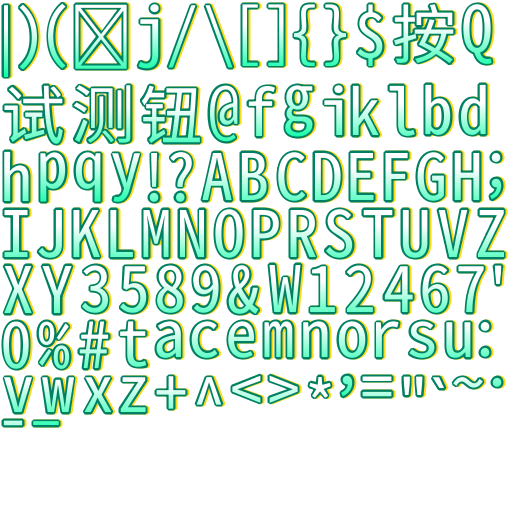 |)(☒j/\[]{}$按Q
试测钮@fgiklbd
hpqy!?ABCDEFGH;
IJKLMNOPRSTUVZ
XY3589&W12467'
0%#tacemnorsu:
vwxz+^<>*,="`~·
-—